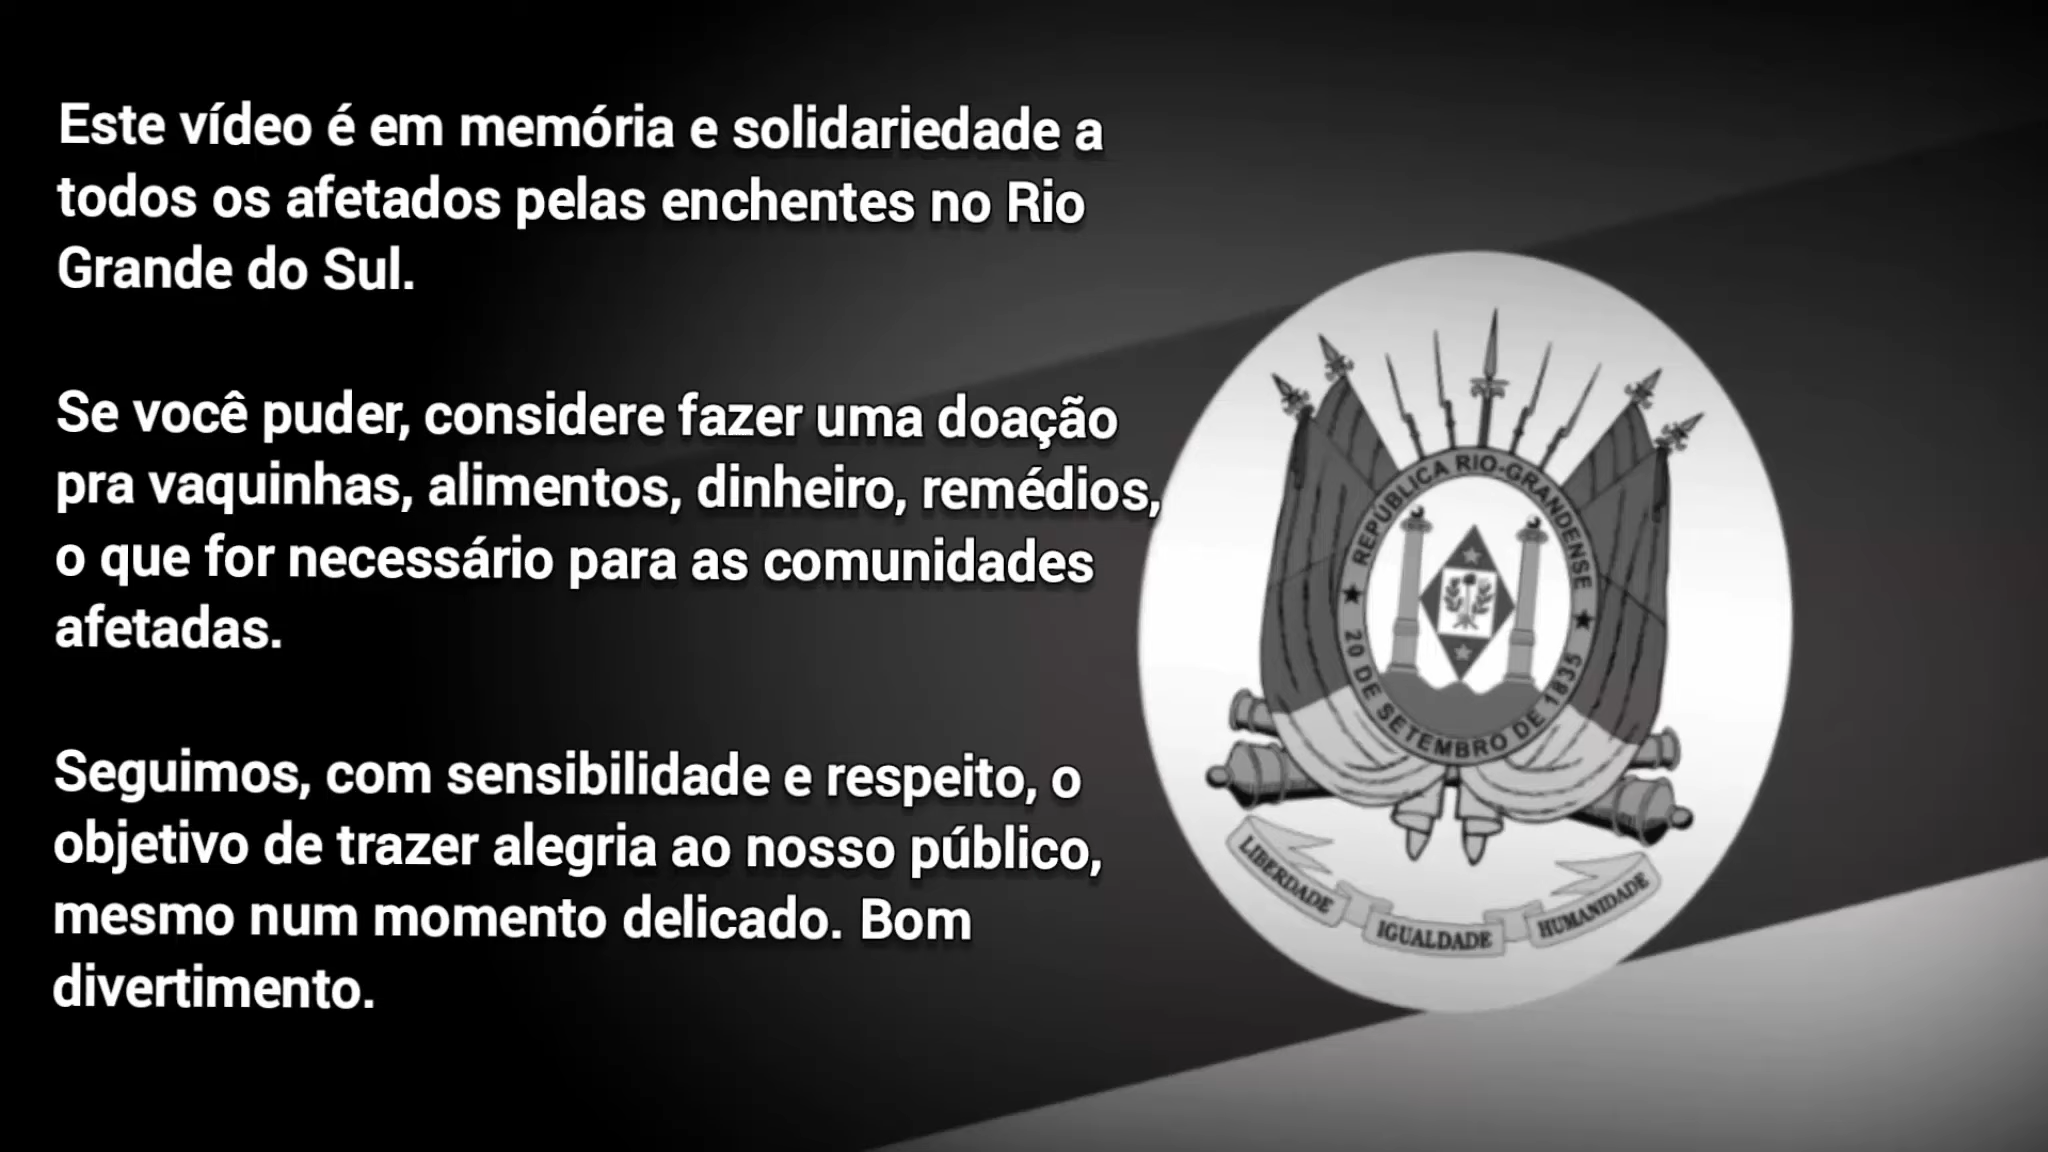 Este vídeo é em memória e solidariedade a
todos os afetados pelas enchentes no Rio
Grande do Sul.
Se você puder, considere fazer uma doação
pra vaquinhas, alimentos, dinheiro, remédios,
o que for necessário para as comunidades
afetadas.
Seguimos, com sensibilidade e respeito, o
objetivo de trazer alegria ao nosso público,
mesmo num momento delicado. Bom
divertimento.
REPÚBLICA RIO-GRANDENSE
20 DE SETEMBRO DE 1835
LIBERDADE IGUALDADE HUMANIDADE